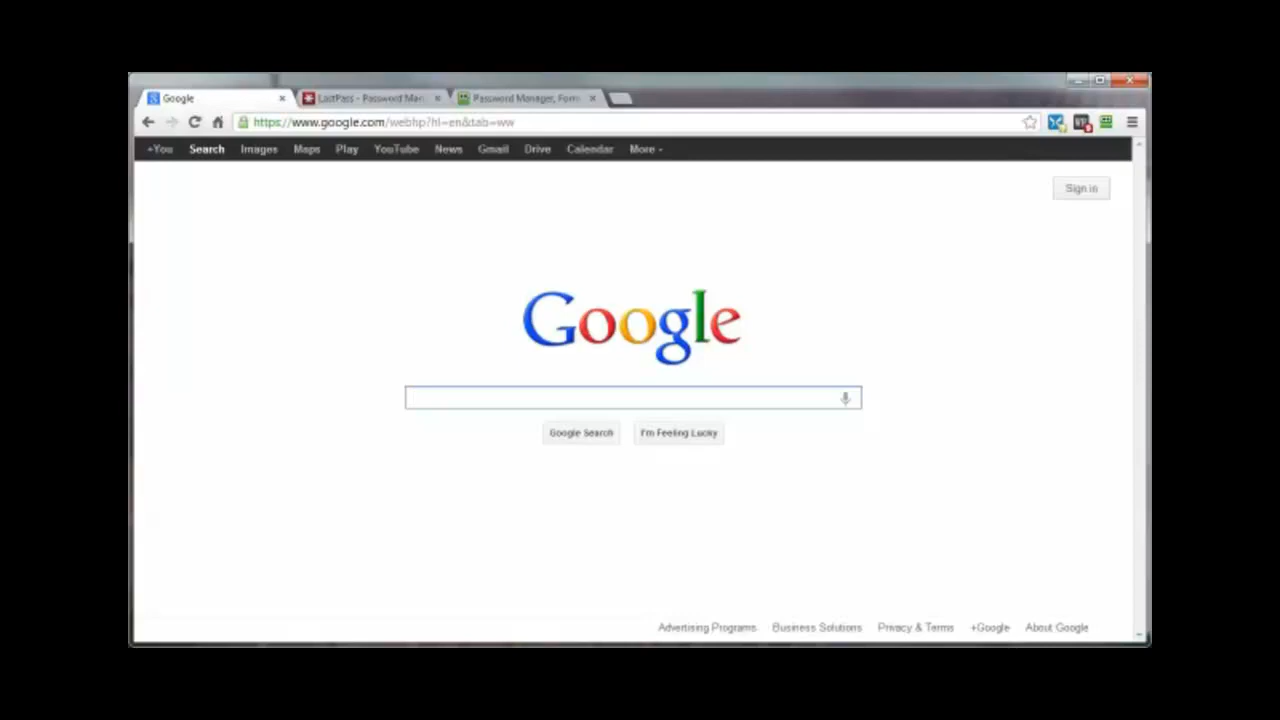 Google LastPass - Password Man Password Manager, Form
https://www.google.com/webhp?hl=en&tab=ww
+You Search Images Maps Play YouTube News Gmail Drive Calendar More
Sign in
Google
Google Search I'm Feeling Lucky
Advertising Programs Business Solutions Privacy & Terms +Google About Google